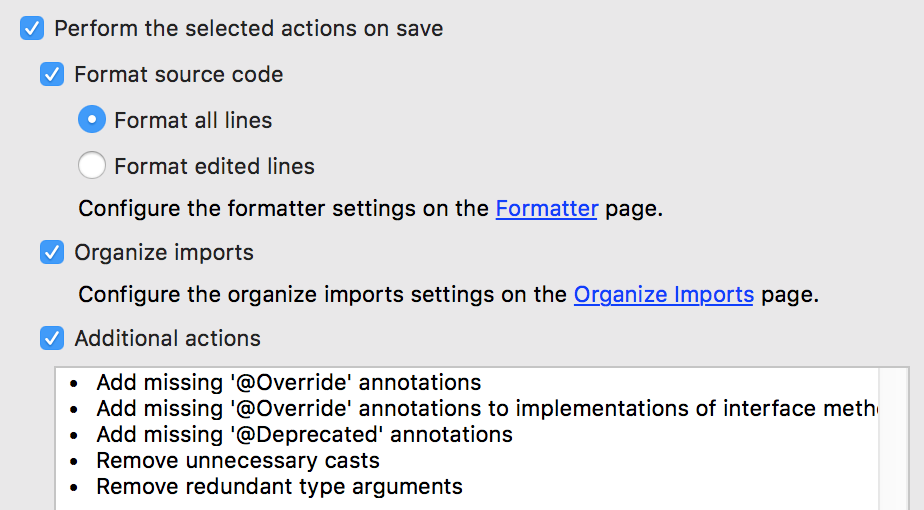 Perform the selected actions on save
Format source code
Format all lines
Format edited lines
Configure the formatter settings on the Formatter page.
Organize imports
Configure the organize imports settings on the Organize Imports page.
Additional actions
• Add missing '@Override' annotations
• Add missing '@Override' annotations to implementations of interface
• Add missing '@Deprecated' annotations
• Remove unnecessary casts
• Remove redundant type arguments